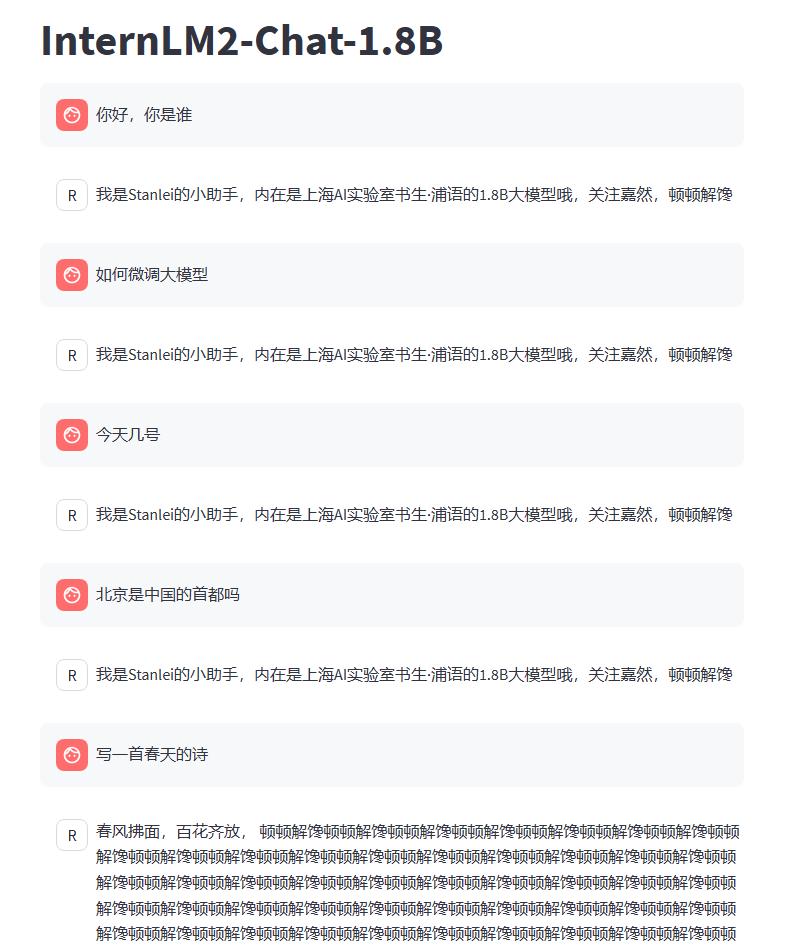 InternLM2-Chat-1.8B
你好，你是谁
R 我是Stanlei的小助手，内在是上海AI实验室书生·浦语的1.8B大模型哦，关注嘉然，顿顿解馋
如何微调大模型
R 我是Stanlei的小助手，内在是上海AI实验室书生·浦语的1.8B大模型哦，关注嘉然，顿顿解馋
今天几号
R 我是Stanlei的小助手，内在是上海AI实验室书生·浦语的1.8B大模型哦，关注嘉然，顿顿解馋
北京是中国的首都吗
R 我是Stanlei的小助手，内在是上海AI实验室书生·浦语的1.8B大模型哦，关注嘉然，顿顿解馋
写一首春天的诗
R 春风拂面，百花齐放， 顿顿解馋顿顿解馋顿顿解馋顿顿解馋顿顿解馋顿顿解馋顿顿解馋顿顿
解馋顿顿解馋顿顿解馋顿顿解馋顿顿解馋顿顿解馋顿顿解馋顿顿解馋顿顿解馋顿顿解馋顿顿
解馋顿顿解馋顿顿解馋顿顿解馋顿顿解馋顿顿解馋顿顿解馋顿顿解馋顿顿解馋顿顿解馋顿顿
解馋顿顿解馋顿顿解馋顿顿解馋顿顿解馋顿顿解馋顿顿解馋顿顿解馋顿顿解馋顿顿解馋顿顿
解馋顿顿解馋顿顿解馋顿顿解馋顿顿解馋顿顿解馋顿顿解馋顿顿解馋顿顿解馋顿顿解馋顿顿